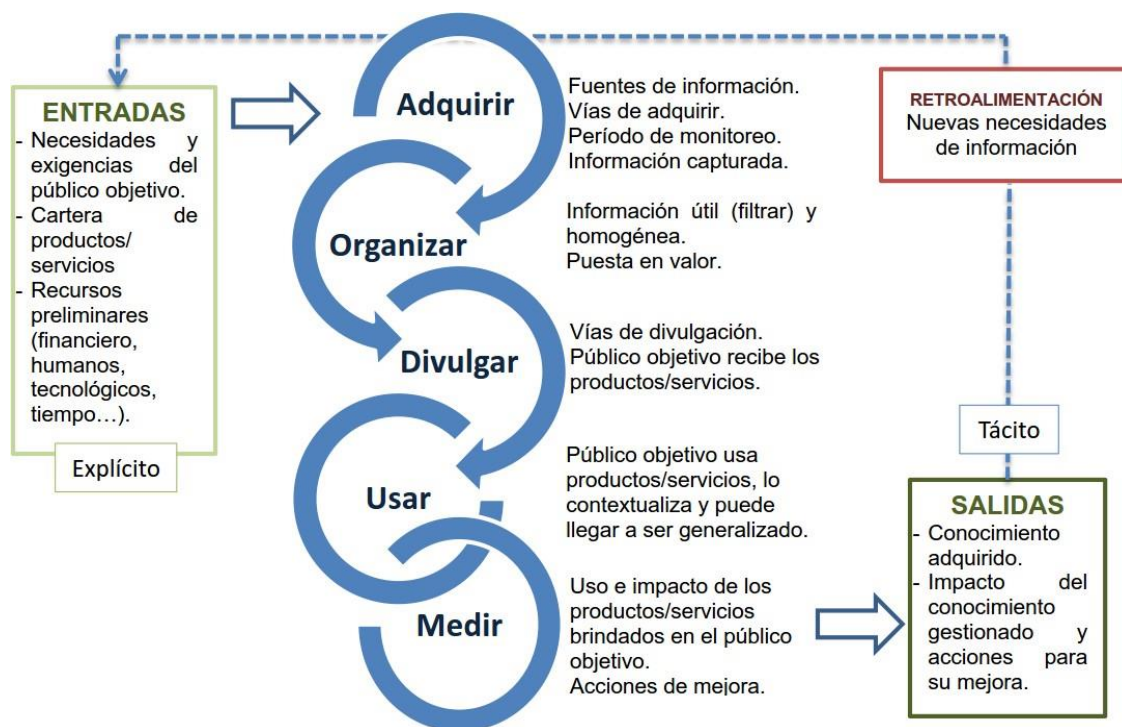 ENTRADAS
- Necesidades y
exigencias del
público objetivo.
- Cartera de
productos/
servicios
- Recursos
preliminares
(financiero,
humanos,
tecnológicos,
tiempo…).
Explícito
Adquirir
Fuentes de información.
Vías de adquirir.
Período de monitoreo.
Información capturada.
Organizar
Información útil (filtrar) y
homogénea.
Puesta en valor.
Divulgar
Vías de divulgación.
Público objetivo recibe los
productos/servicios.
Usar
Público objetivo usa
productos/servicios, lo
contextualiza y puede
llegar a ser generalizado.
Medir
Uso e impacto de los
productos/servicios
brindados en el público
objetivo.
Acciones de mejora.
RETROALIMENTACIÓN
Nuevas necesidades
de información
Tácito
SALIDAS
- Conocimiento
adquirido.
- Impacto del
conocimiento
gestionado y
acciones para
su mejora.